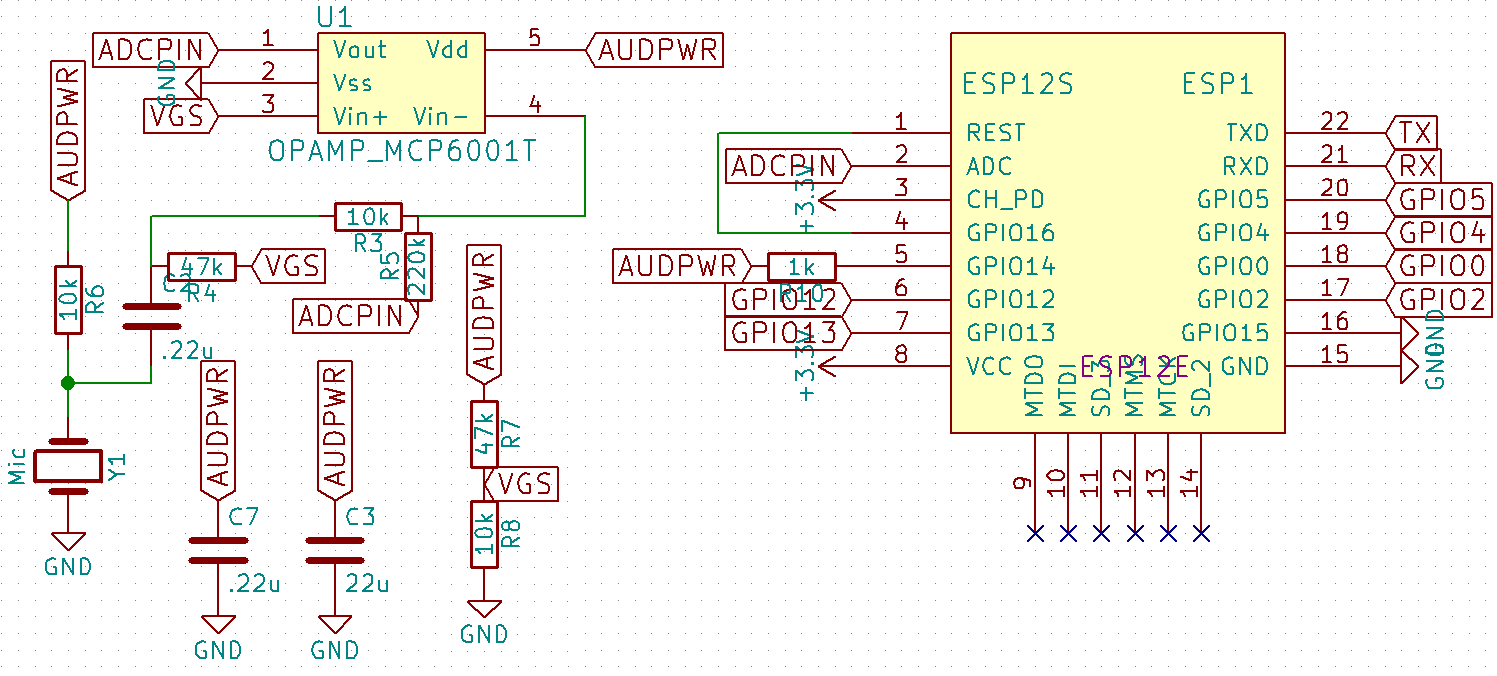 U1
ADCPIN
1
Vout
Vdd
5
AUDPWR
GND
2
Vss
VGS
3
Vin+
Vin-
4
OPAMP_MCP6001T
AUDPWR
10k
R3
47k
R4
VGS
C2
.22u
R5
220k
ADCPIN
10k
R6
Mic
Y1
GND
AUDPWR
C7
.22u
GND
AUDPWR
C3
22u
GND
AUDPWR
47k
R7
VGS
10k
R8
GND
ESP12S
ESP1
1
REST
ADCPIN
2
ADC
+3.3V
3
CH_PD
4
GPIO16
AUDPWR
1k
R10
5
GPIO14
GPIO12
6
GPIO12
GPIO13
7
GPIO13
+3.3V
8
VCC
TXD
22
TX
RXD
21
RX
GPIO5
20
GPIO5
GPIO4
19
GPIO4
GPIO0
18
GPIO0
GPIO2
17
GPIO2
GPIO15
16
GND
GND
15
GND
ESP12E
MTDO
MTDI
SD_3
MTMS
MTCK
SD_2
9
10
11
12
13
14